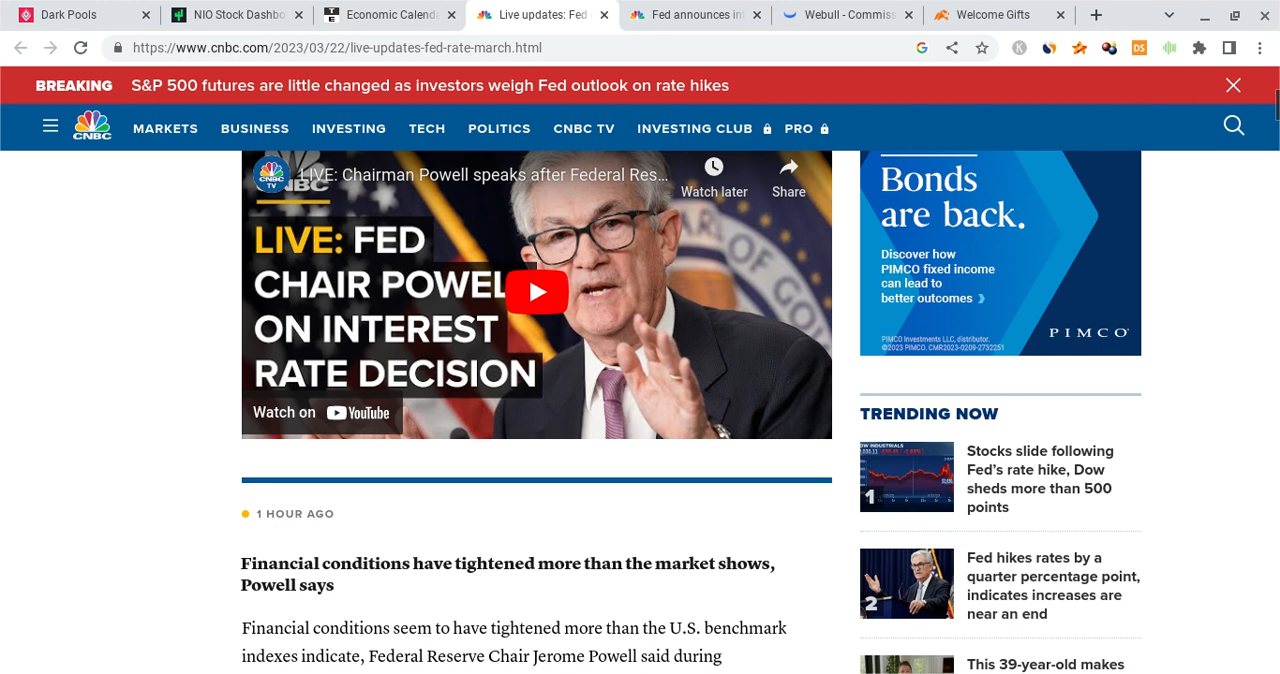 Dark Pools
NIO Stock Dashbo
Economic Calenda
Live updates: Fed
Fed announces in
Webull - Commiss
Welcome Gifts
https://www.cnbc.com/2023/03/22/live-updates-fed-rate-march.html
BREAKING S&P 500 futures are little changed as investors weigh Fed outlook on rate hikes
CNBC
MARKETS BUSINESS INVESTING TECH POLITICS CNBC TV INVESTING CLUB PRO
LIVE: Chairman Powell speaks after Federal Res...
Watch later
Share
LIVE: FED
CHAIR POWEL
ON INTEREST
RATE DECISION
Watch on YouTube
1 HOUR AGO
Financial conditions have tightened more than the market shows,
Powell says
Financial conditions seem to have tightened more than the U.S. benchmark
indexes indicate, Federal Reserve Chair Jerome Powell said during
Bonds
are back.
Discover how
PIMCO fixed income
can lead to
better outcomes
PIMCO
PIMCO Investments LLC, distributor.
©2023 PIMCO. CMR2023-0209-2732251
TRENDING NOW
1
Stocks slide following
Fed's rate hike, Dow
sheds more than 500
points
2
Fed hikes rates by a
quarter percentage point,
indicates increases are
near an end
This 39-year-old makes